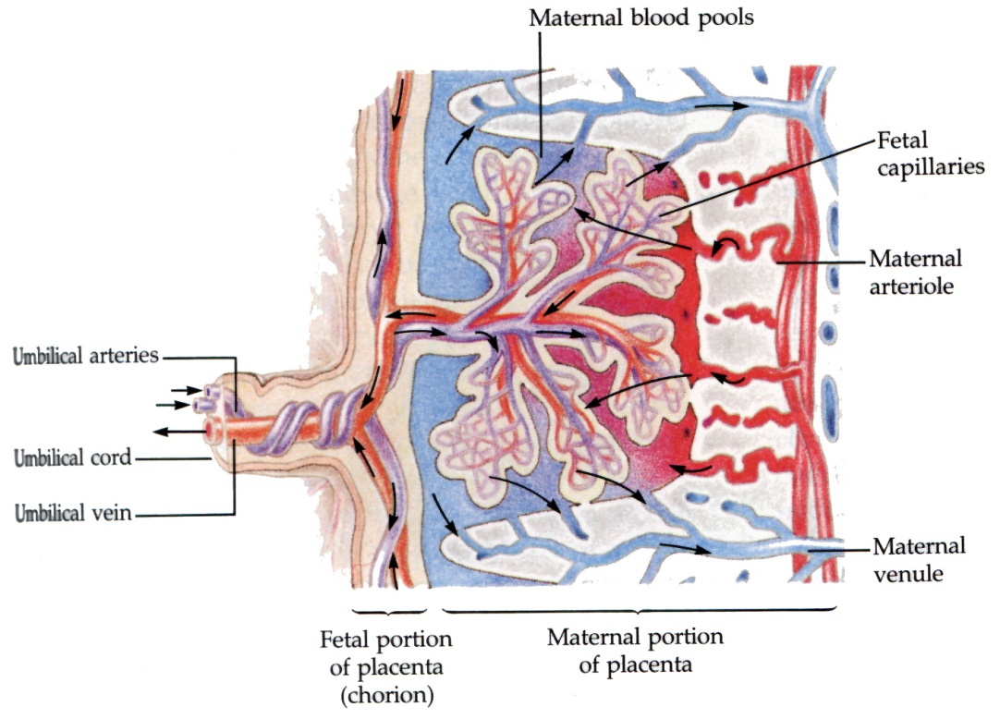 Maternal blood pools
Fetal
capillaries
Maternal
arteriole
Umbilical arteries
Umbilical cord
Umbilical vein
Maternal
venule
Fetal portion
of placenta
(chorion)
Maternal portion
of placenta